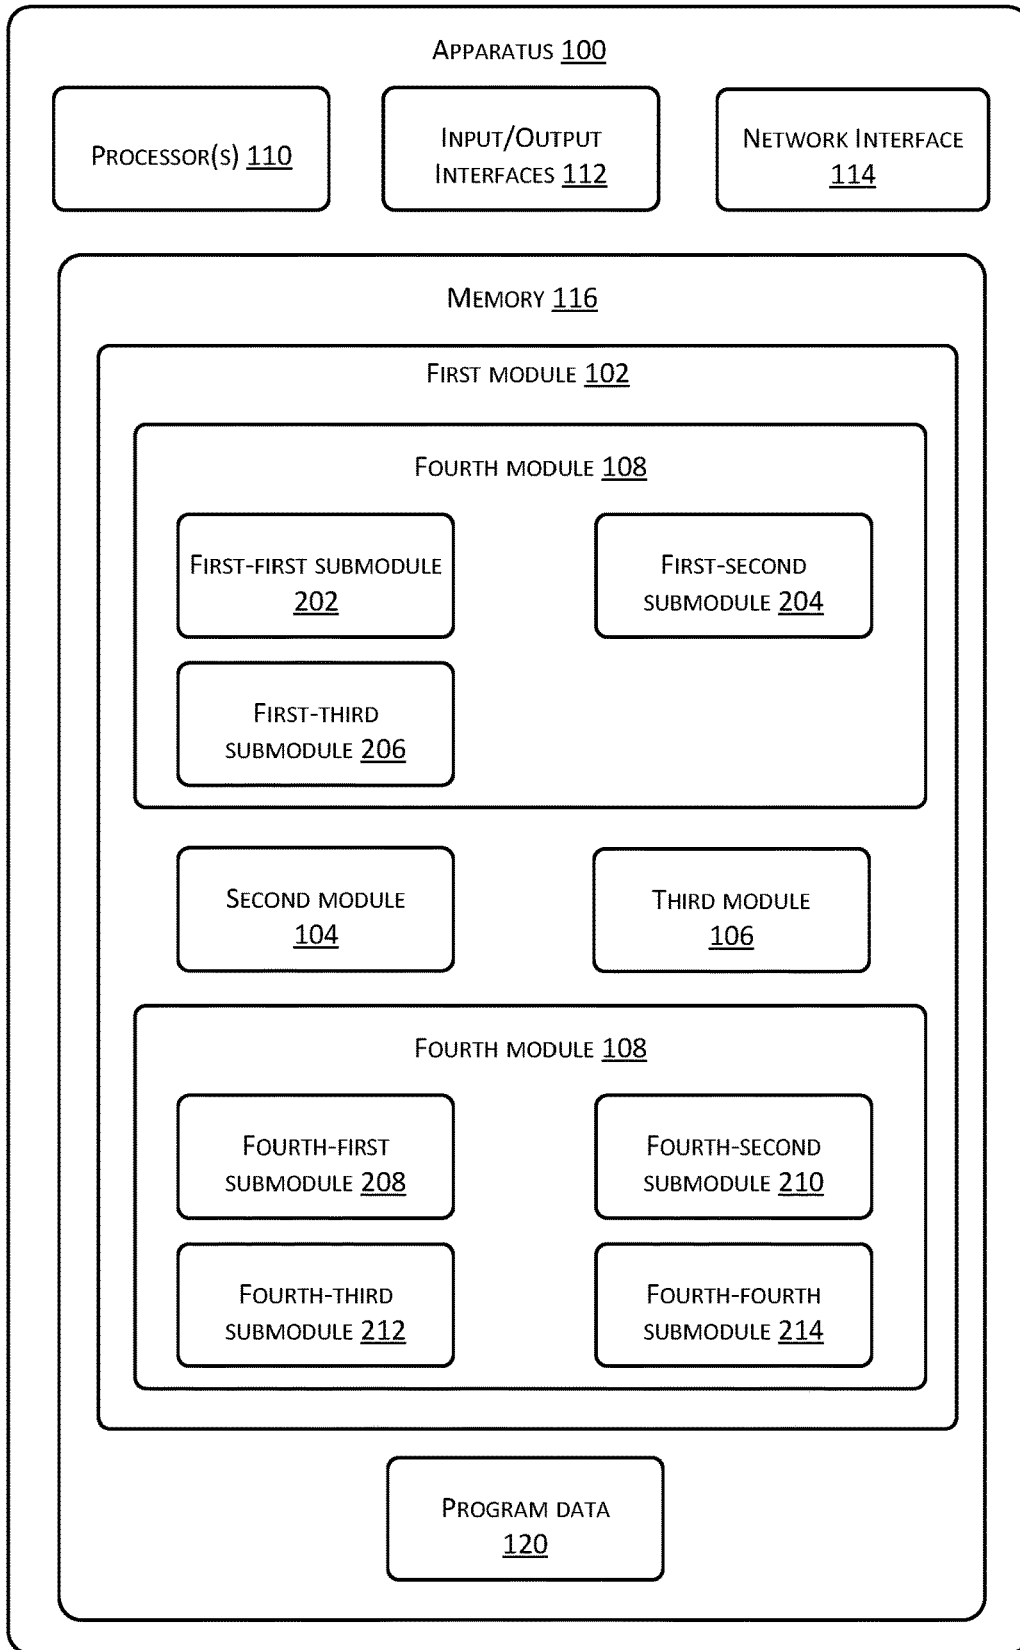 Apparatus 100
Processor(s) 110
Input/Output
Interfaces 112
Network Interface
114
Memory 116
First module 102
Fourth module 108
First-first submodule
202
First-second
submodule 204
First-third
submodule 206
Second module
104
Third module
106
Fourth module 108
Fourth-first
submodule 208
Fourth-second
submodule 210
Fourth-third
submodule 212
Fourth-fourth
submodule 214
Program data
120